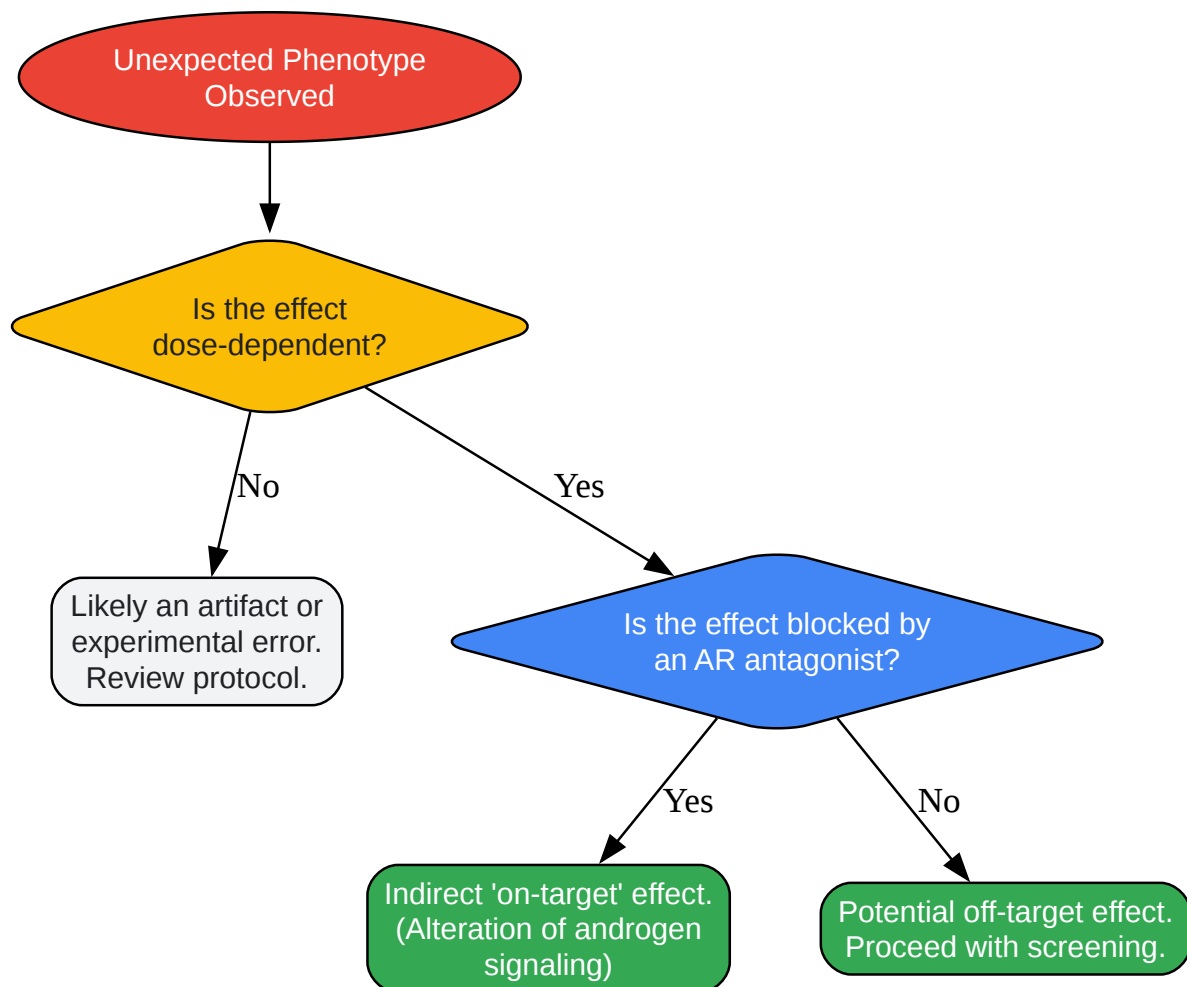 Unexpected Phenotype
Observed
Is the effect
dose-dependent?
No
Yes
Likely an artifact or
experimental error.
Review protocol.
Is the effect blocked by
an AR antagonist?
Yes
No
Indirect 'on-target' effect.
(Alteration of androgen
signaling)
Potential off-target effect.
Proceed with screening.